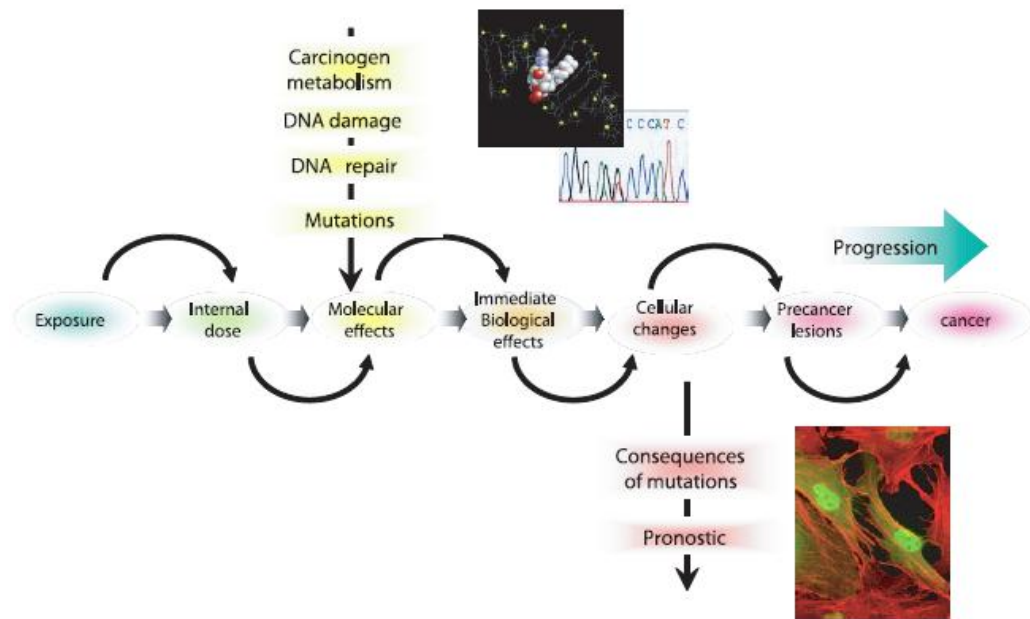 Carcinogen
metabolism
DNA damage
DNA repair
Mutations
C C C A T C
Progression
Exposure
Internal
dose
Molecular
effects
Immediate
Biological
effects
Cellular
changes
Precancer
lesions
cancer
Consequences
of mutations
Pronostic